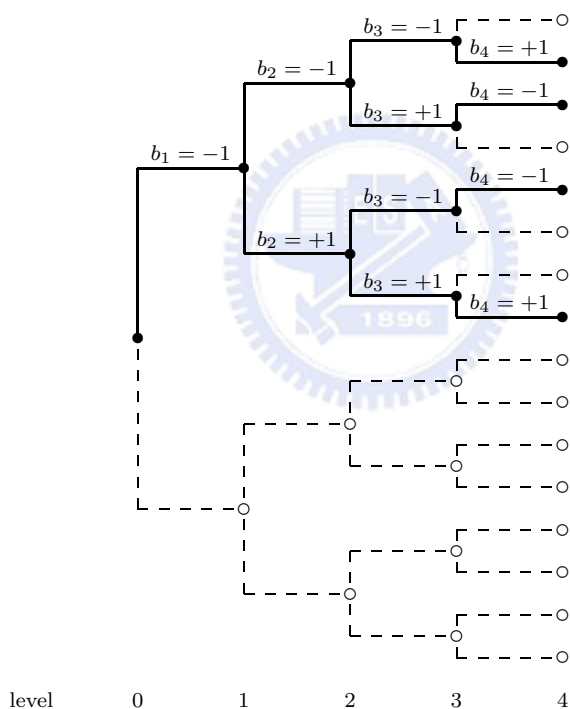 b₃ = −1
b₄ = +1
b₂ = −1
b₄ = −1
b₃ = +1
b₁ = −1
b₄ = −1
b₃ = −1
b₂ = +1
b₃ = +1
b₄ = +1
1896
level 0 1 2 3 4